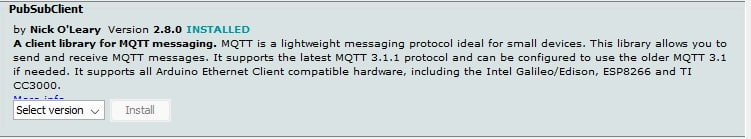 PubSubClient
by Nick O'Leary Version 2.8.0 INSTALLED
A client library for MQTT messaging. MQTT is a lightweight messaging protocol ideal for small devices. This library allows you to
send and receive MQTT messages. It supports the latest MQTT 3.1.1 protocol and can be configured to use the older MQTT 3.1
if needed. It supports all Arduino Ethernet Client compatible hardware, including the Intel Galileo/Edison, ESP8266 and TI
CC3000.
More info
Select version Install